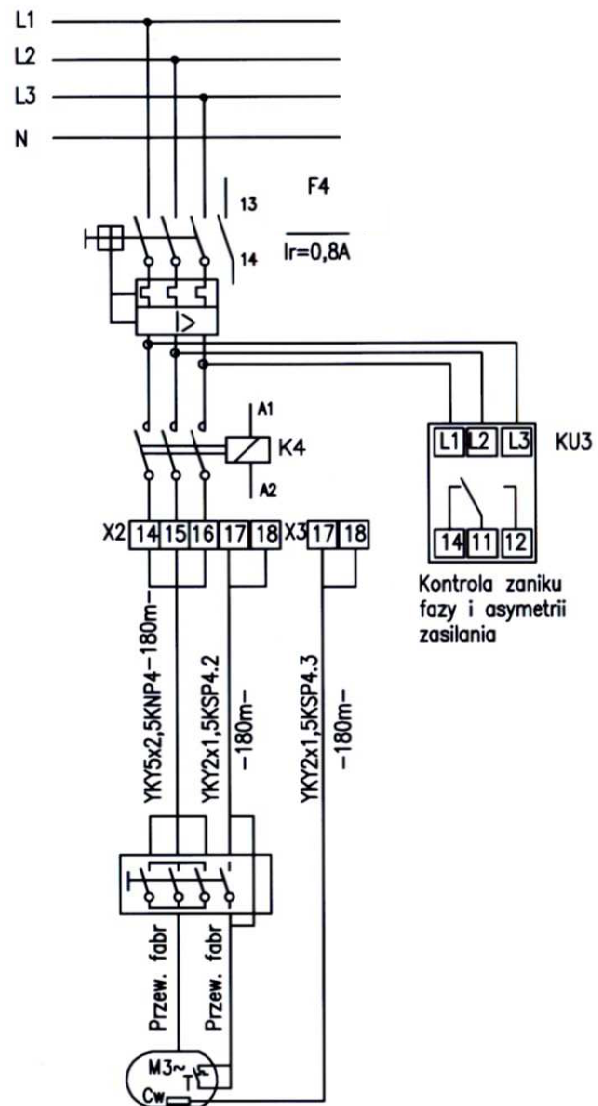 L1
L2
L3
N
13
F4
14
Ir=0,8A
I>
A1
K4
A2
L1 L2 L3 KU3
14 11 12
X2 14 15 16 17 18 X3 17 18
Kontrola zaniku
fazy i asymetrii
zasilania
YKY5x2,5KNP4-180m-
YKY2x1,5KSP4.2
-180m-
YKY2x1,5KSP4.3
-180m-
Przew. fabr
Przew. fabr
M3~
T
Cw